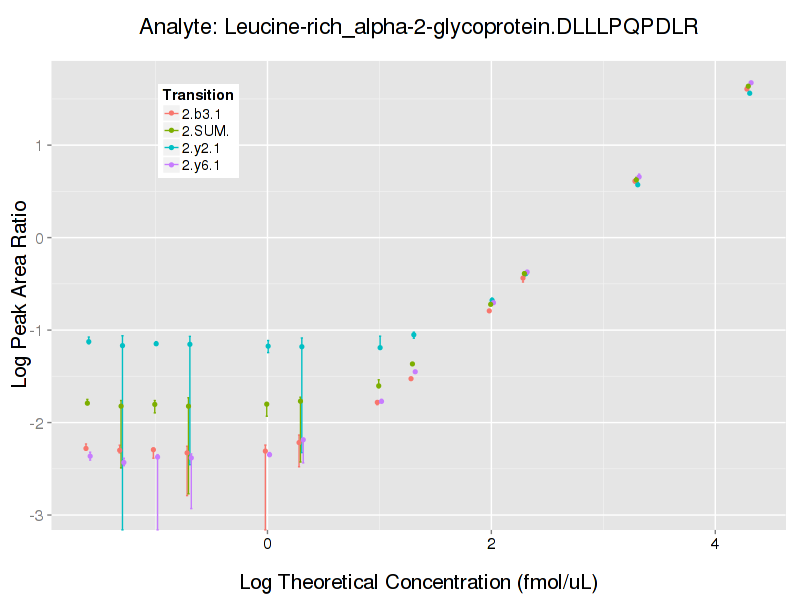 Analyte: Leucine-rich_alpha-2-glycoprotein.DLLLPQPDLR
Transition
2.b3.1
2.SUM.
2.y2.1
2.y6.1
Log Peak Area Ratio
1
0
-1
-2
-3
0
2
4
Log Theoretical Concentration (fmol/uL)